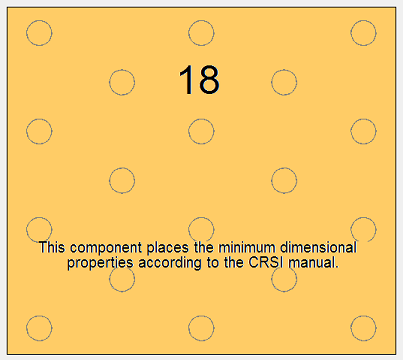 18
This component places the minimum dimensional
properties according to the CRSI manual.